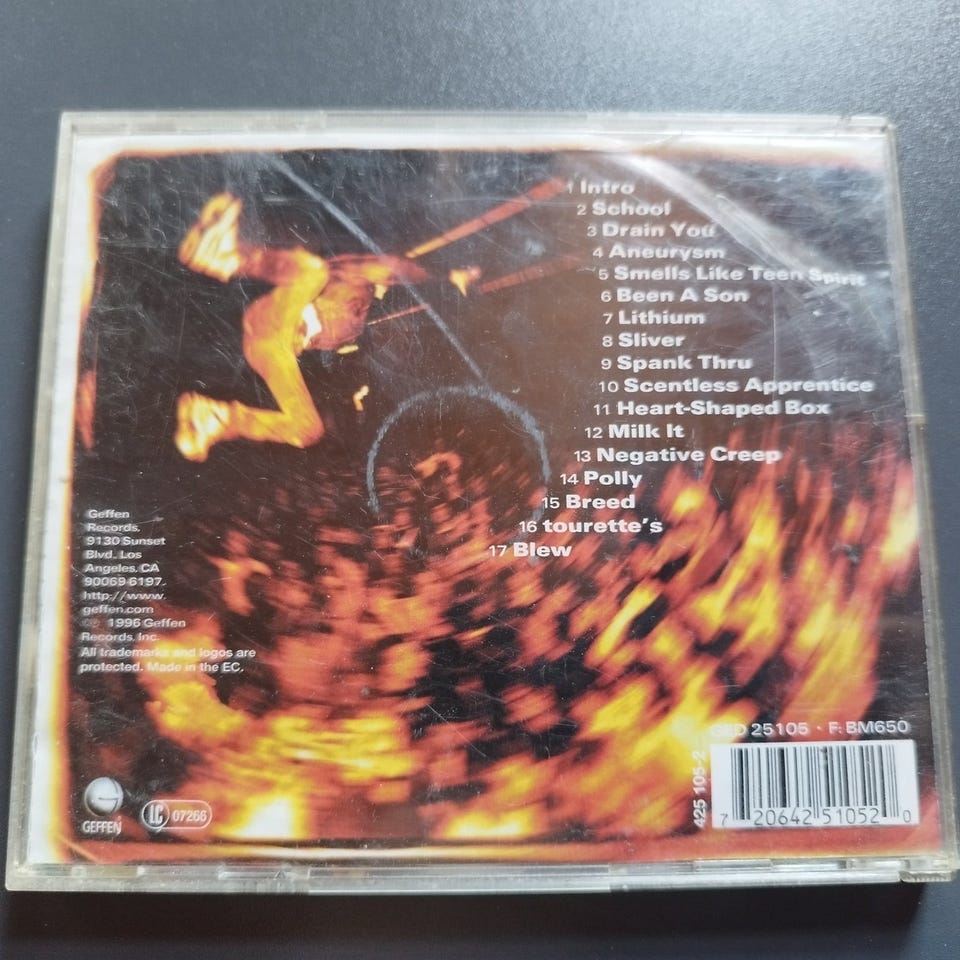 1 Intro
2 School
3 Drain You
4 Aneurysm
5 Smells Like Teen Spirit
6 Been A Son
7 Lithium
8 Sliver
9 Spank Thru
10 Scentless Apprentice
11 Heart-Shaped Box
12 Milk It
13 Negative Creep
14 Polly
15 Breed
16 tourette's
17 Blew
Geffen
Records,
9130 Sunset
Blvd., Los
Angeles, CA
90069 6197.
http://www.
geffen.com
℗© 1996 Geffen
Records, Inc.
All trademarks and logos are
protected. Made in the EC.
GED 25105 · F: BM650
425 105-2
7 20642 51052 0
GEFFEN
LC 07266